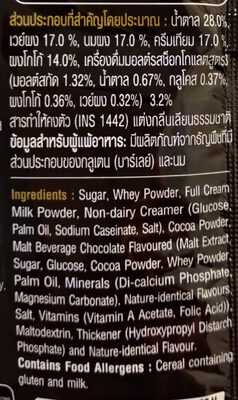 ส่วนประกอบที่สำคัญโดยประมาณ : น้ำตาล 28.0%,
เวย์ผง 17.0 %, นมผง 17.0 %, ครีมเทียม 17.0 %,
ผงโกโก้ 14.0%, เครื่องดื่มมอลต์รสช็อกโกแลตสูตร5
(มอลต์สกัด 1.32%, น้ำตาล 0.67%, กลูโคส 0.37%,
ผงโกโก้ 0.36%, เวย์ผง 0.32%) 3.2%
สารทำให้คงตัว (INS 1442) แต่งกลิ่นเลียนธรรมชาติ
ข้อมูลสำหรับผู้แพ้อาหาร: มีผลิตภัณฑ์จากธัญพืชที่มี
ส่วนประกอบของกลูเตน (บาร์เลย์) และนม
Ingredients : Sugar, Whey Powder, Full Cream
Milk Powder, Non-dairy Creamer (Glucose,
Palm Oil, Sodium Caseinate, Salt), Cocoa Powder,
Malt Beverage Chocolate Flavoured (Malt Extract,
Sugar, Glucose, Cocoa Powder, Whey Powder,
Palm Oil, Minerals (Di-calcium Phosphate,
Magnesium Carbonate), Nature-identical Flavours,
Salt, Vitamins (Vitamin A Acetate, Folic Acid))
Maltodextrin, Thickener (Hydroxypropyl Distarch
Phosphate) and Nature-identical Flavour.
Contains Food Allergens : Cereal containing
gluten and milk.